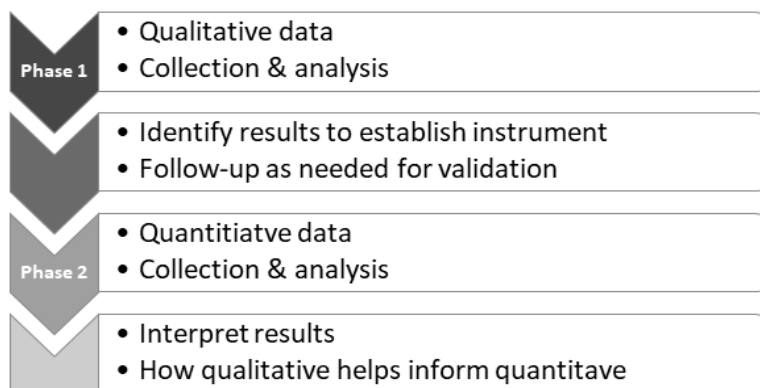 Phase 1
• Qualitative data
• Collection & analysis
• Identify results to establish instrument
• Follow-up as needed for validation
Phase 2
• Quantitiatve data
• Collection & analysis
• Interpret results
• How qualitative helps inform quantitave